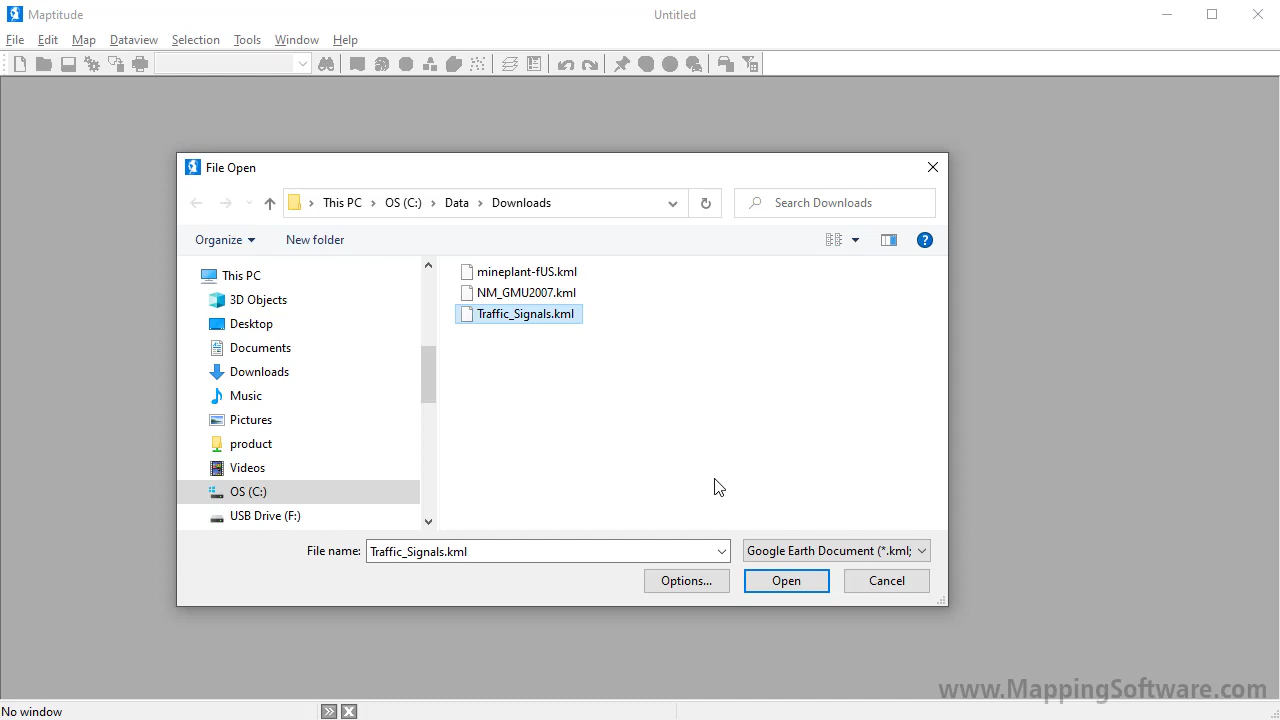 Maptitude
Untitled
File Edit Map Dataview Selection Tools Window Help
File Open
This PC OS (C:) Data Downloads
Search Downloads
Organize New folder
This PC
3D Objects
Desktop
Documents
Downloads
Music
Pictures
product
Videos
OS (C:)
USB Drive (F:)
mineplant-fUS.kml
NM_GMU2007.kml
Traffic_Signals.kml
File name: Traffic_Signals.kml Google Earth Document (*.kml;
Options... Open Cancel
www.MappingSoftware.com
No window